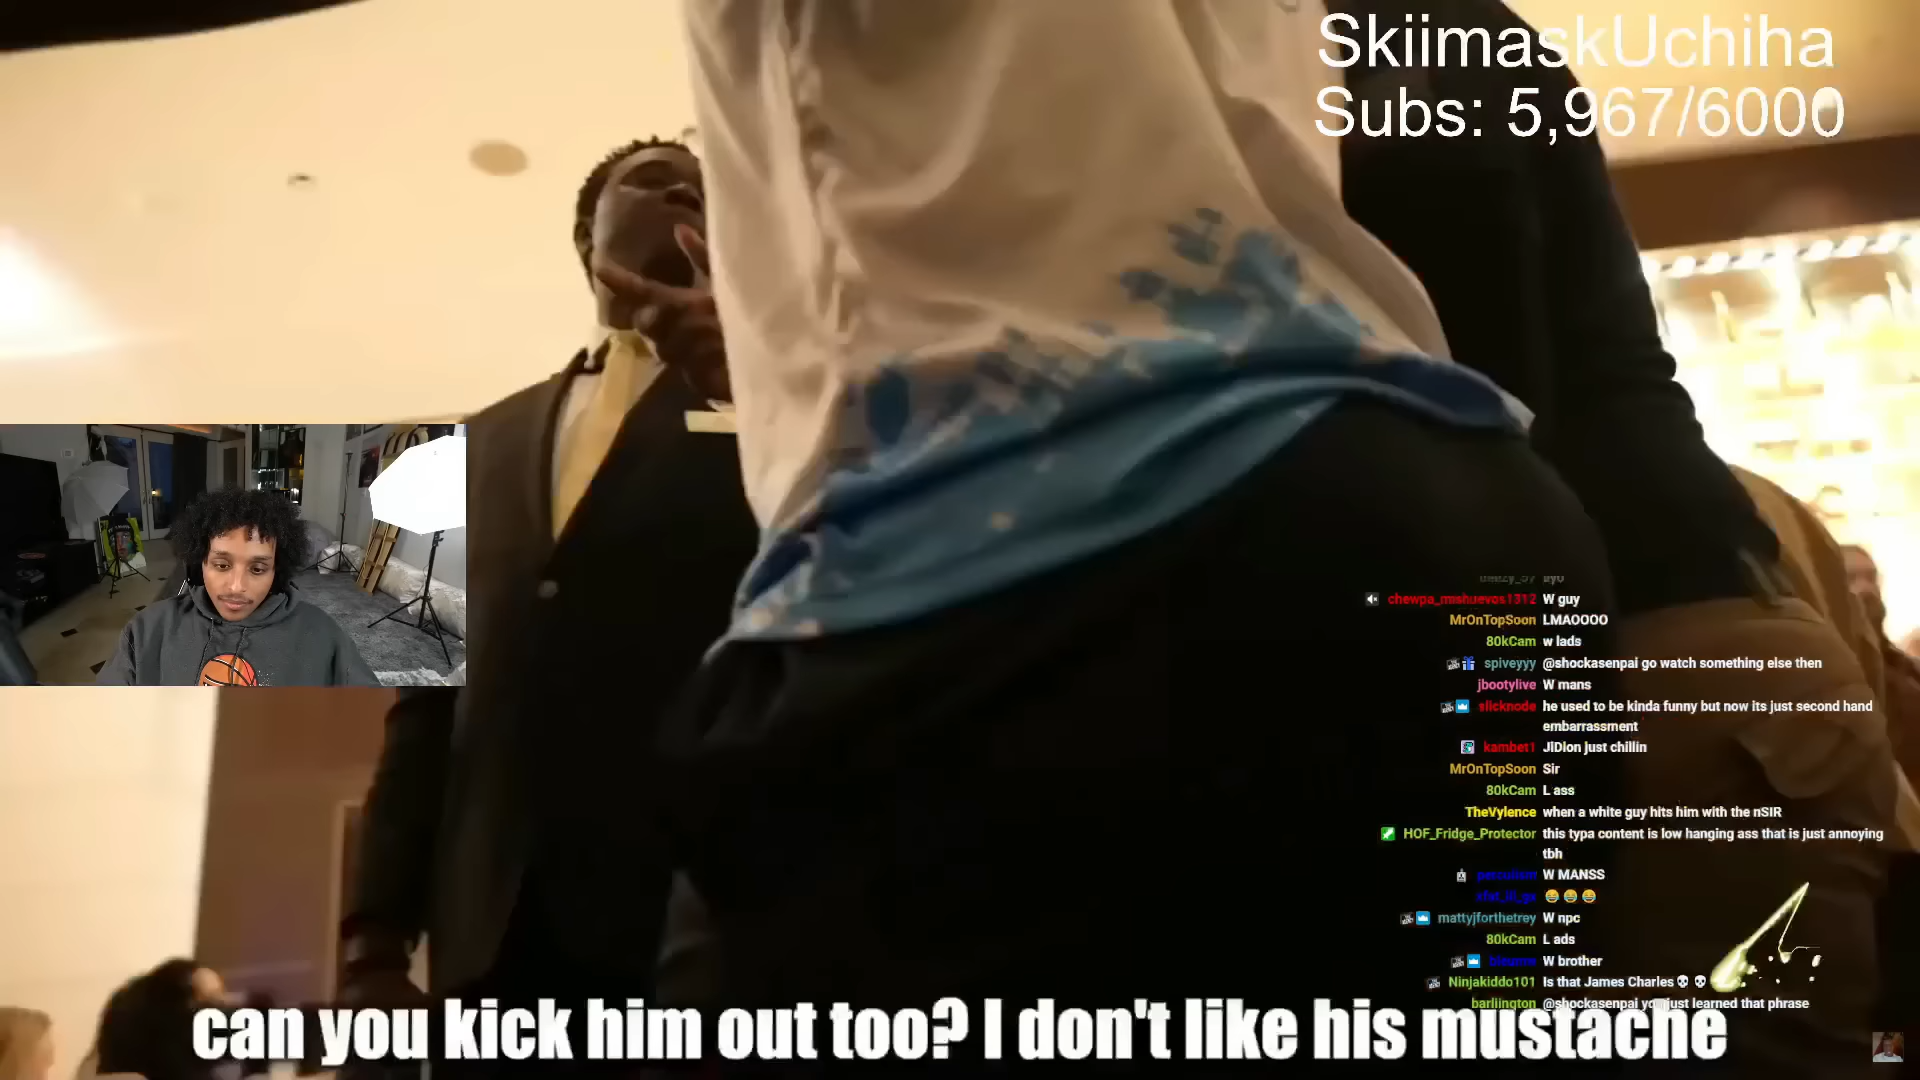 SkiimaskUchiha
Subs: 5,967/6000
chewpa_mishuevos1312 W guy
MrOnTopSoon LMAOOOO
80kCam w lads
spiveyyy @shockasenpai go watch something else then
jbootylive W mans
slicknode he used to be kinda funny but now its just second hand
embarrassment
kambet1 JiDion just chillin
MrOnTopSoon Sir
80kCam L ass
TheVylence when a white guy hits him with the nSIR
HOF_Fridge_Protector this typa content is low hanging ass that is just annoying
tbh
W MANSS
😂 😂 😂
mattyjforthetrey W npc
80kCam L ads
W brother
Ninjakiddo101 Is that James Charles💀 💀
barliington @shockasenpai you just learned that phrase
can you kick him out too? I don't like his mustache